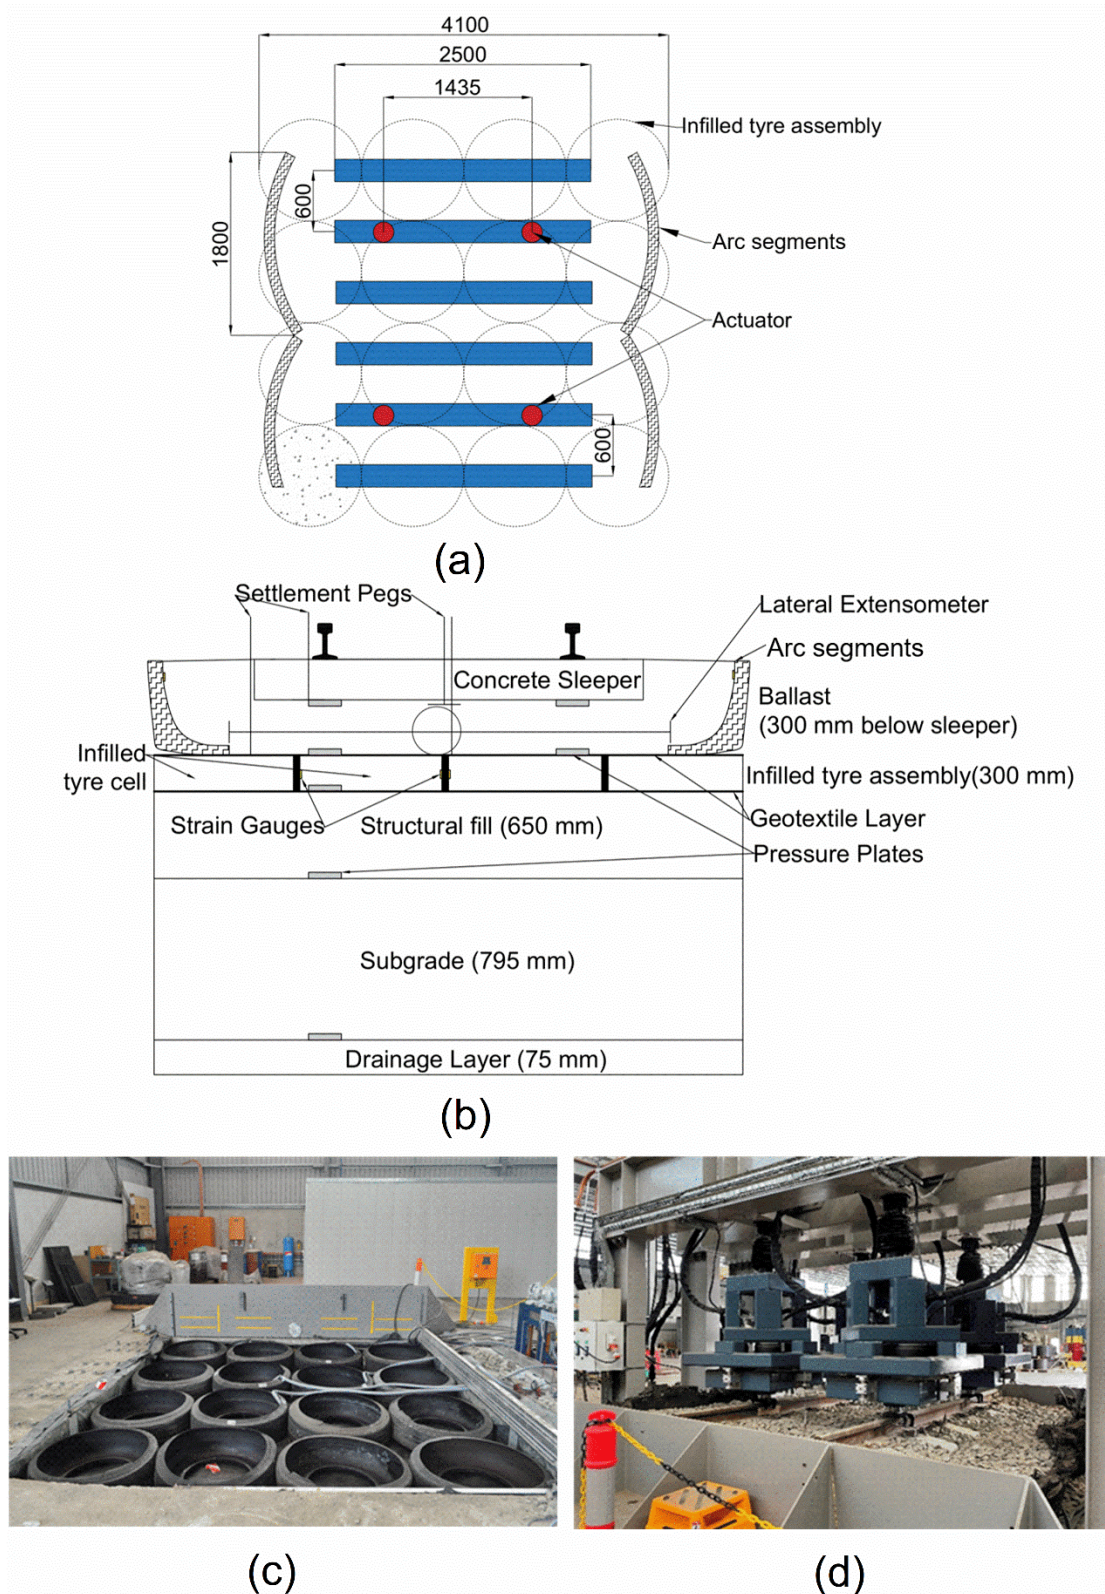 4100
2500
1435
Infilled tyre assembly
600
1800
Arc segments
Actuator
600
(a)
Settlement Pegs
Lateral Extensometer
Arc segments
Concrete Sleeper
Ballast
(300 mm below sleeper)
Infilled
tyre cell
Infilled tyre assembly(300 mm)
Strain Gauges
Structural fill (650 mm)
Geotextile Layer
Pressure Plates
Subgrade (795 mm)
Drainage Layer (75 mm)
(b)
(c)
(d)